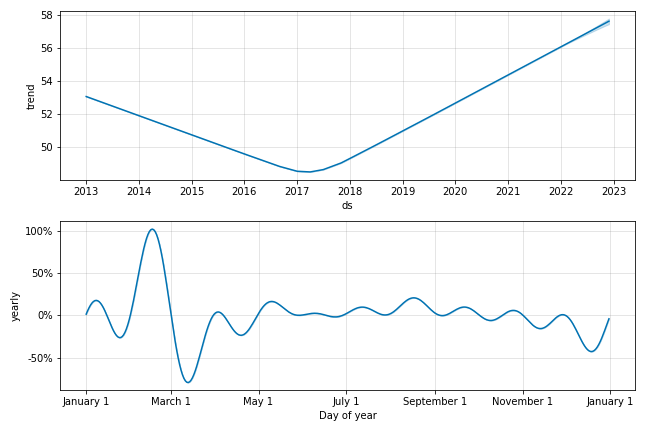 58
56
54
52
50
trend
2013 2014 2015 2016 2017 2018 2019 2020 2021 2022 2023
ds
100%
50%
0%
-50%
yearly
January 1 March 1 May 1 July 1 September 1 November 1 January 1
Day of year